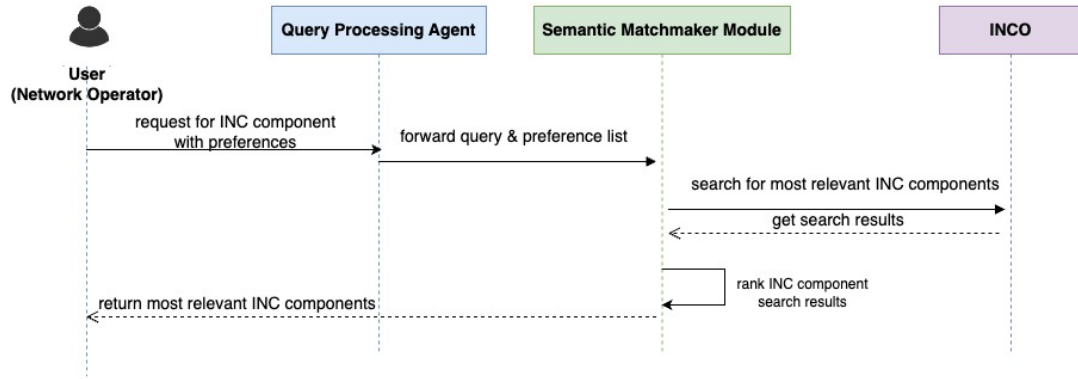 Query Processing Agent
Semantic Matchmaker Module
INCO
User
(Network Operator)
request for INC component
with preferences
forward query & preference list
search for most relevant INC components
get search results
rank INC component
search results
return most relevant INC components